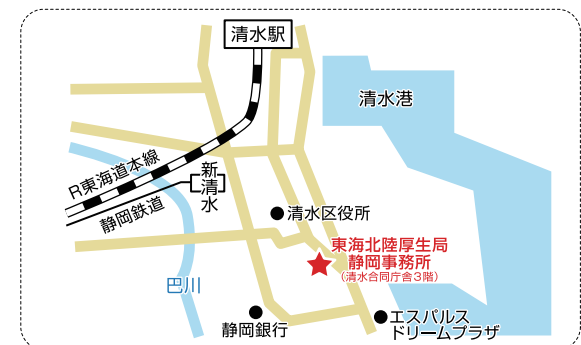 清水駅
清水港
R東海道本線
新清水
静岡鉄道
清水区役所
東海北陸厚生局
静岡事務所
（清水合同庁舎3階）
巴川
静岡銀行
エスパルス
ドリームプラザ